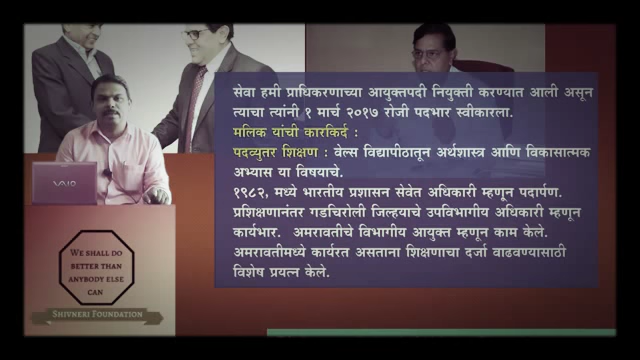 सेवा हमी प्राधिकरणाच्या आयुक्तपदी नियुक्ती करण्यात आली असून
त्याचा त्यांनी १ मार्च २०१७ रोजी पदभार स्वीकारला.
मलिक यांची कारकिर्द :
पदव्युतर शिक्षण : वेल्स विद्यापीठातून अर्थशास्त्र आणि विकासात्मक
अभ्यास या विषयाचे.
१९८२, मध्ये भारतीय प्रशासन सेवेत अधिकारी म्हणून पदार्पण.
प्रशिक्षणानंतर गडचिरोली जिल्हयाचे उपविभागीय अधिकारी म्हणून
कार्यभार. अमरावतीचे विभागीय आयुक्त म्हणून काम केले.
अमरावतीमध्ये कार्यरत असताना शिक्षणाचा दर्जा वाढवण्यासाठी
विशेष प्रयत्न केले.
VAIO
WE SHALL DO
BETTER THAN
ANYBODY ELSE
CAN
SHIVNERI FOUNDATION